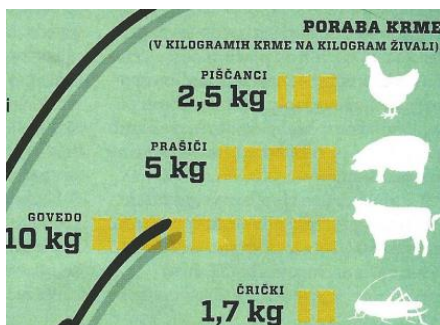 PORABA KRME
(V KILOGRAMIH KRME NA KILOGRAM ŽIVALI)
PIŠČANCI
2,5 kg
i
PRAŠIČI
5 kg
GOVEDO
10 kg
ČRIČKI
1,7 kg